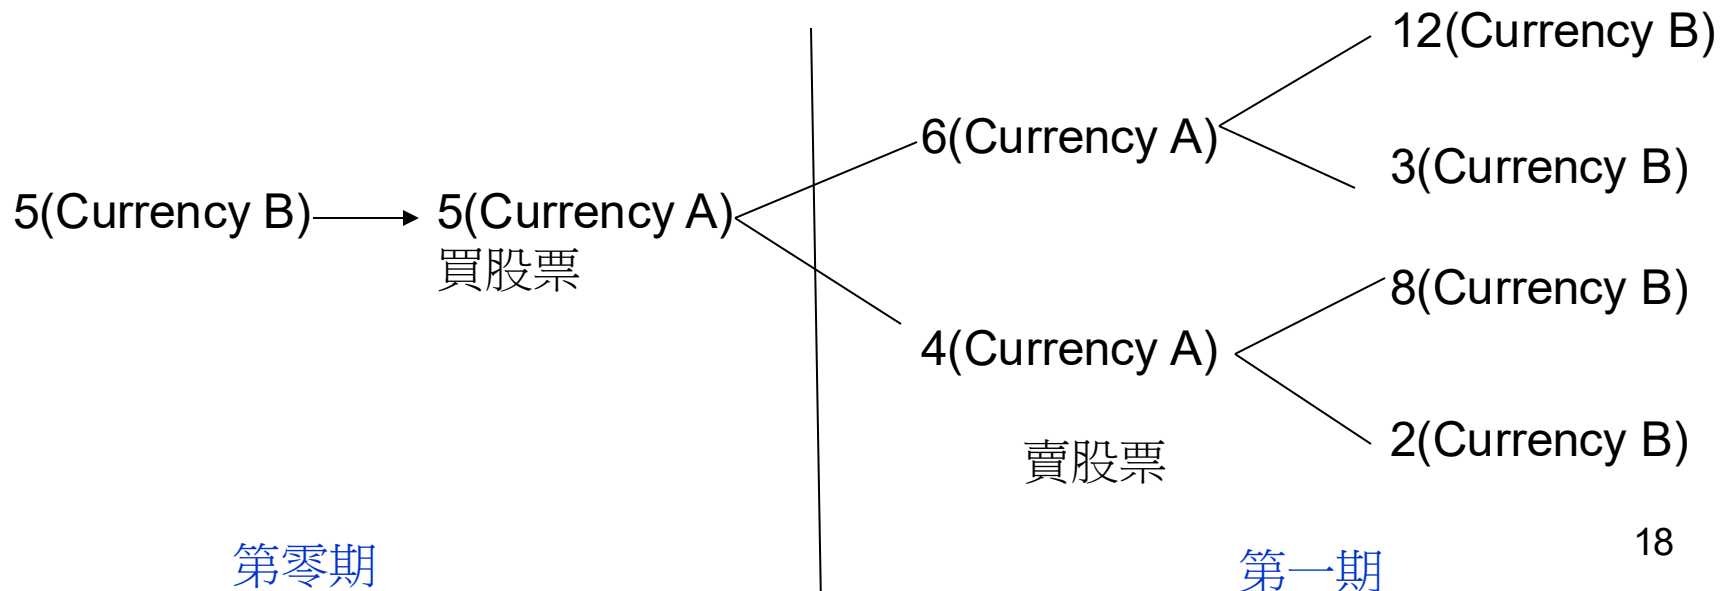 12(Currency B)
6(Currency A)
3(Currency B)
5(Currency B) 5(Currency A)
買股票
8(Currency B)
4(Currency A)
2(Currency B)
賣股票
18
第零期
第一期